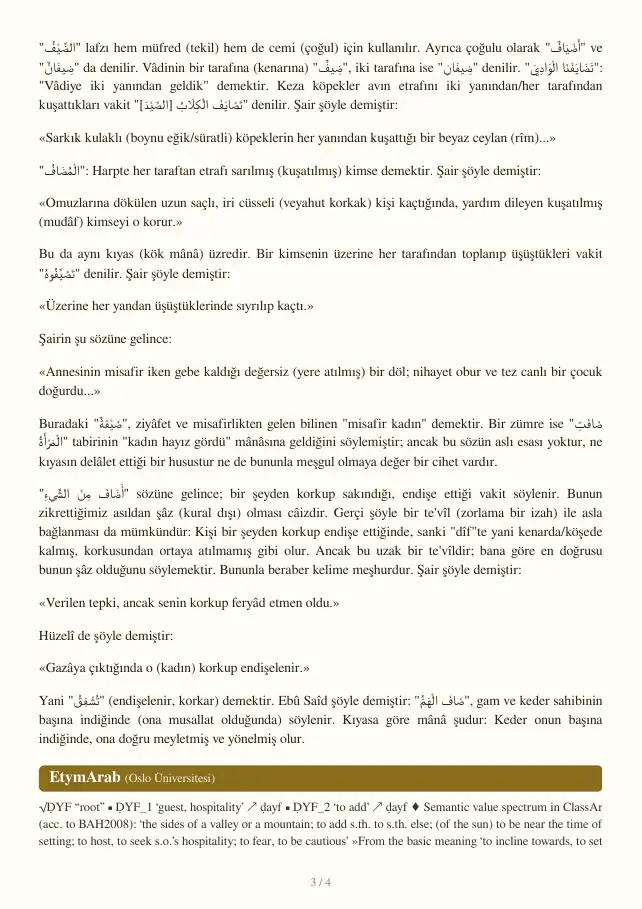 "الضَّيْفُ" lafzı hem müfred (tekil) hem de cemi (çoğul) için kullanılır. Ayrıca çoğulu olarak "أَضْيَافٌ" ve
"ضِيفَانٌ" da denilir. Vâdinin bir tarafına (kenarına) "ضِيفٌ", iki tarafına ise "ضِيفَانِ" denilir. "تَضَايَفْنَا الْوَادِيَ":
"Vâdiye iki yanından geldik" demektir. Keza köpekler avın etrafını iki yanından/her tarafından
kuşattıkları vakit "تَضَايَفَ الْكِلَابُ [الصَّيْدَ]" denilir. Şair şöyle demiştir:
«Sarkık kulaklı (boynu eğik/süratli) köpeklerin her yanından kuşattığı bir beyaz ceylan (rîm)...»
"الْمُضَافُ": Harpte her taraftan etrafı sarılmış (kuşatılmış) kimse demektir. Şair şöyle demiştir:
«Omuzlarına dökülen uzun saçlı, iri cüsseli (veyahut korkak) kişi kaçtığında, yardım dileyen kuşatılmış
(mudâf) kimseyi o korur.»
Bu da aynı kıyas (kök mânâ) üzredir. Bir kimsenin üzerine her tarafından toplanıp üşüştükleri vakit
"تَضَيَّفُوهُ" denilir. Şair şöyle demiştir:
«Üzerine her yandan üşüştüklerinde sıyrılıp kaçtı.»
Şairin şu sözüne gelince:
«Annesinin misafir iken gebe kaldığı değersiz (yere atılmış) bir döl; nihayet obur ve tez canlı bir çocuk
doğurdu...»
Buradaki "ضَيْفَةٌ", ziyâfet ve misafirlikten gelen bilinen "misafir kadın" demektir. Bir zümre ise "ضَافَتِ
الْمَرْأَةُ" tabirinin "kadın hayız gördü" mânâsına geldiğini söylemiştir; ancak bu sözün aslı esası yoktur, ne
kıyasın delâlet ettiği bir husustur ne de bununla meşgul olmaya değer bir cihet vardır.
"أَضَافَ مِنَ الشَّيْءِ" sözüne gelince; bir şeyden korkup sakındığı, endişe ettiği vakit söylenir. Bunun
zikrettiğimiz asıldan şâz (kural dışı) olması câizdir. Gerçi şöyle bir te'vîl (zorlama bir izah) ile asla
bağlanması da mümkündür: Kişi bir şeyden korkup endişe ettiğinde, sanki "dîf"te yani kenarda/köşede
kalmış, korkusundan ortaya atılmamış gibi olur. Ancak bu uzak bir te'vîldir; bana göre en doğrusu
bunun şâz olduğunu söylemektir. Bununla beraber kelime meşhurdur. Şair şöyle demiştir:
«Verilen tepki, ancak senin korkup feryâd etmen oldu.»
Hüzelî de şöyle demiştir:
«Gazâya çıktığında o (kadın) korkup endişelenir.»
Yani "تُشْفِقُ" (endişelenir, korkar) demektir. Ebû Saîd şöyle demiştir: "ضَافَ الْهَمُّ", gam ve keder sahibinin
başına indiğinde (ona musallat olduğunda) söylenir. Kıyasa göre mânâ şudur: Keder onun başına
indiğinde, ona doğru meyletmiş ve yönelmiş olur.
EtymArab (Oslo Üniversitesi)
√ḌYF “root” ▪ ḌYF_1 ‘guest, hospitality’ ↗ ḍayf ▪ ḌYF_2 ‘to add’ ↗ ḍayf ♦ Semantic value spectrum in ClassAr
(acc. to BAH2008): ‘the sides of a valley or a mountain; to add s.th. to s.th. else; (of the sun) to be near the time of
setting; to host, to seek s.o.’s hospitality; to fear, to be cautious’ »From the basic meaning ‘to incline towards, to set
3 / 4